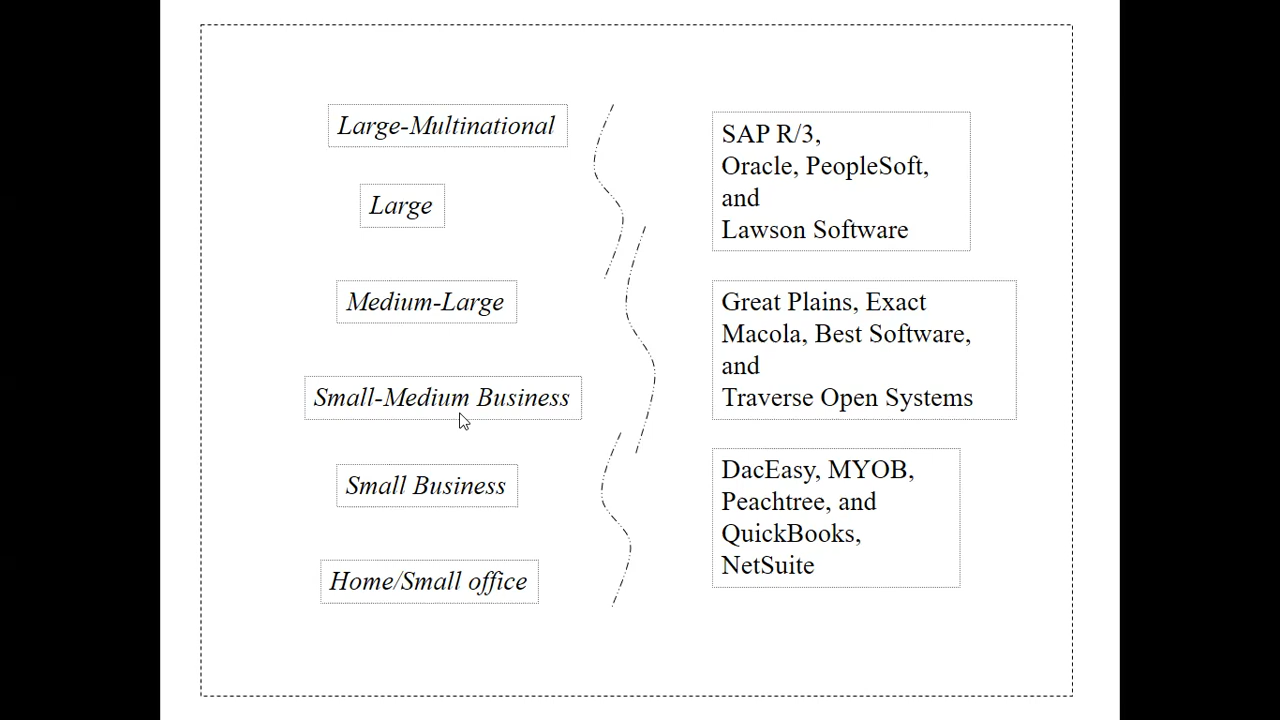 Large-Multinational
Large
Medium-Large
Small-Medium Business
Small Business
Home/Small office
SAP R/3,
Oracle, PeopleSoft,
and
Lawson Software
Great Plains, Exact
Macola, Best Software,
and
Traverse Open Systems
DacEasy, MYOB,
Peachtree, and
QuickBooks,
NetSuite